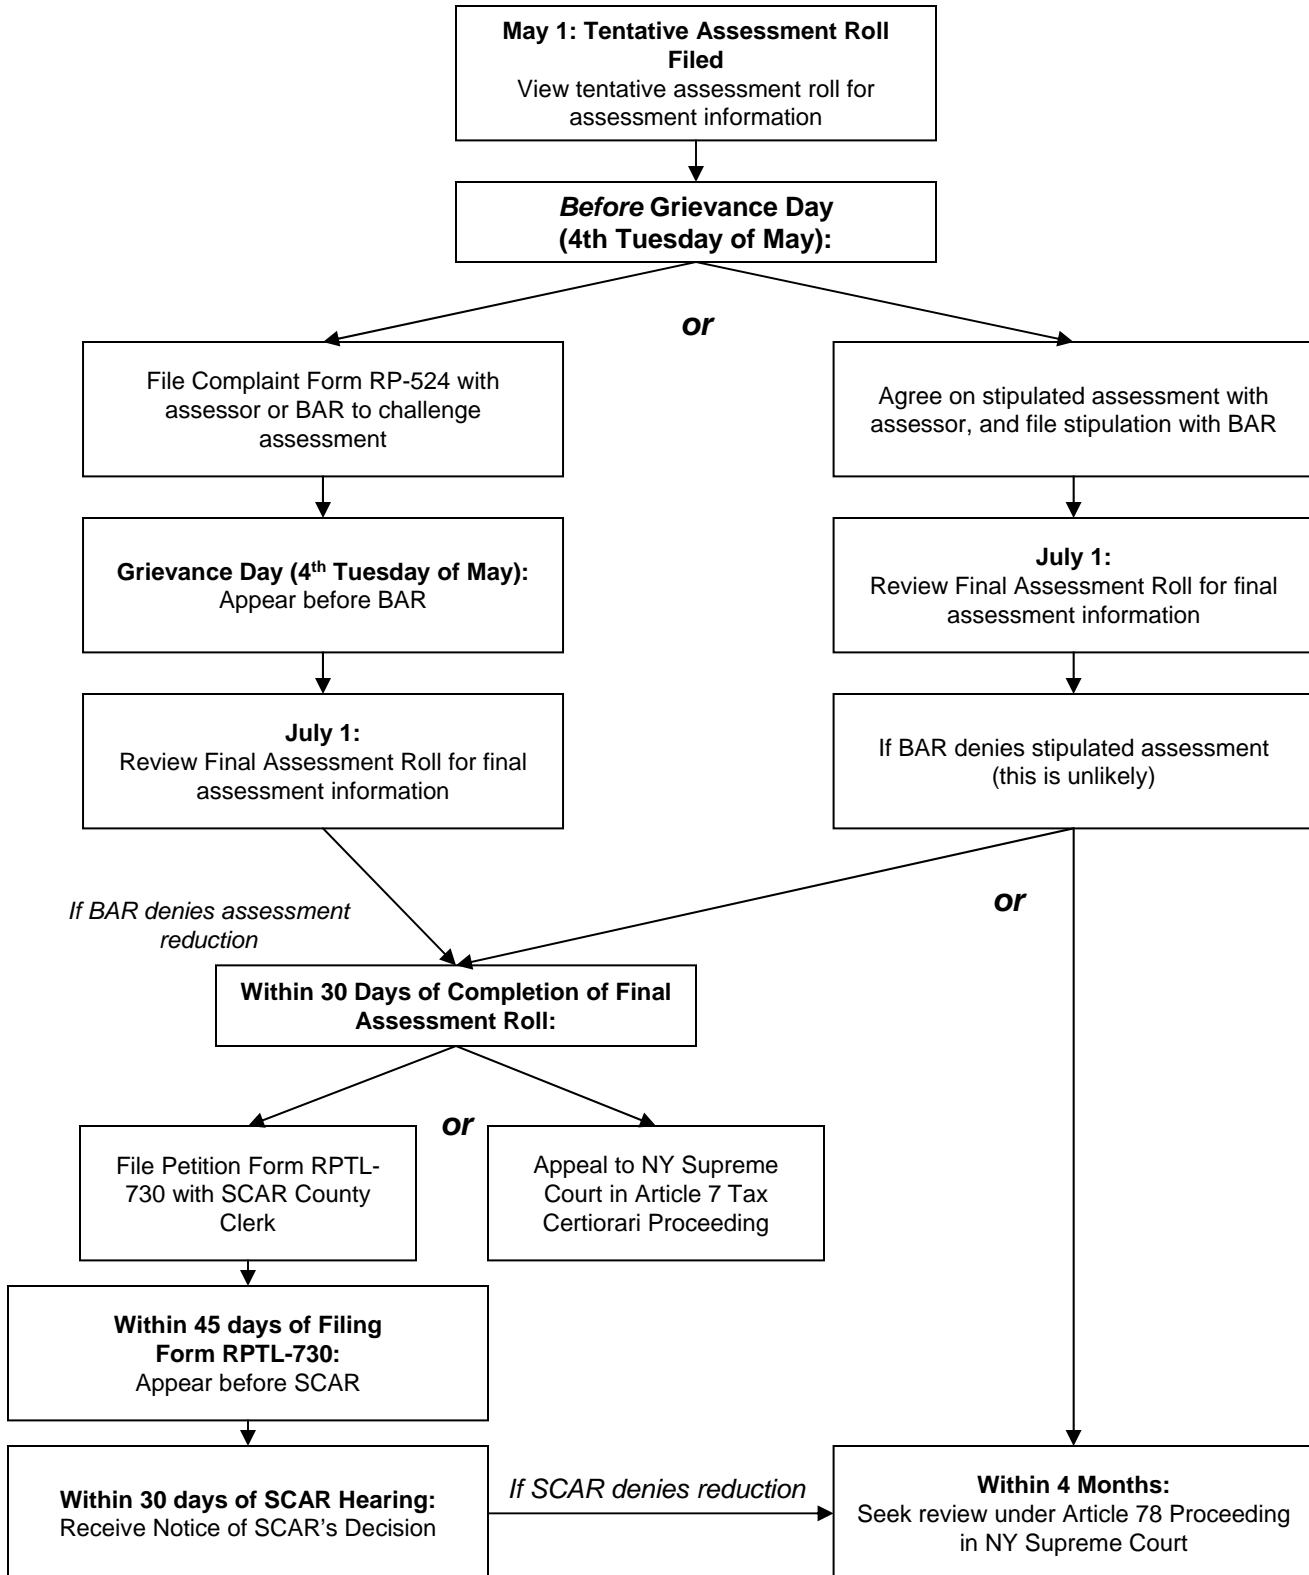 May 1: Tentative Assessment Roll
Filed
View tentative assessment roll for
assessment information
Before Grievance Day
(4th Tuesday of May):
or
File Complaint Form RP-524 with
assessor or BAR to challenge
assessment
Agree on stipulated assessment with
assessor, and file stipulation with BAR
Grievance Day (4th Tuesday of May):
Appear before BAR
July 1:
Review Final Assessment Roll for final
assessment information
July 1:
Review Final Assessment Roll for final
assessment information
If BAR denies stipulated assessment
(this is unlikely)
If BAR denies assessment
reduction
or
Within 30 Days of Completion of Final
Assessment Roll:
or
File Petition Form RPTL-
730 with SCAR County
Clerk
Appeal to NY Supreme
Court in Article 7 Tax
Certiorari Proceeding
Within 45 days of Filing
Form RPTL-730:
Appear before SCAR
Within 30 days of SCAR Hearing:
Receive Notice of SCAR's Decision
If SCAR denies reduction
Within 4 Months:
Seek review under Article 78 Proceeding
in NY Supreme Court